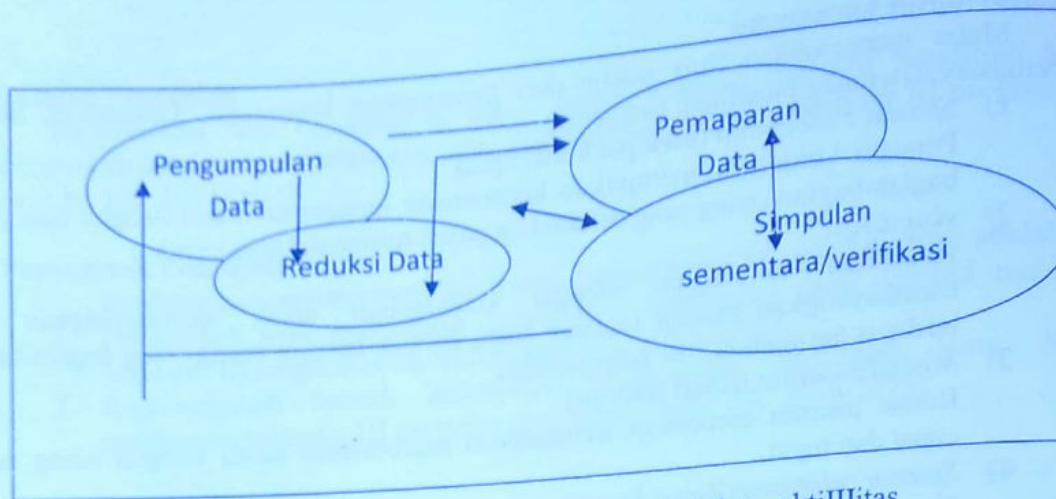 Pengumpulan
Data
Reduksi Data
Pemaparan
Data
Simpulan
sementara/verifikasi